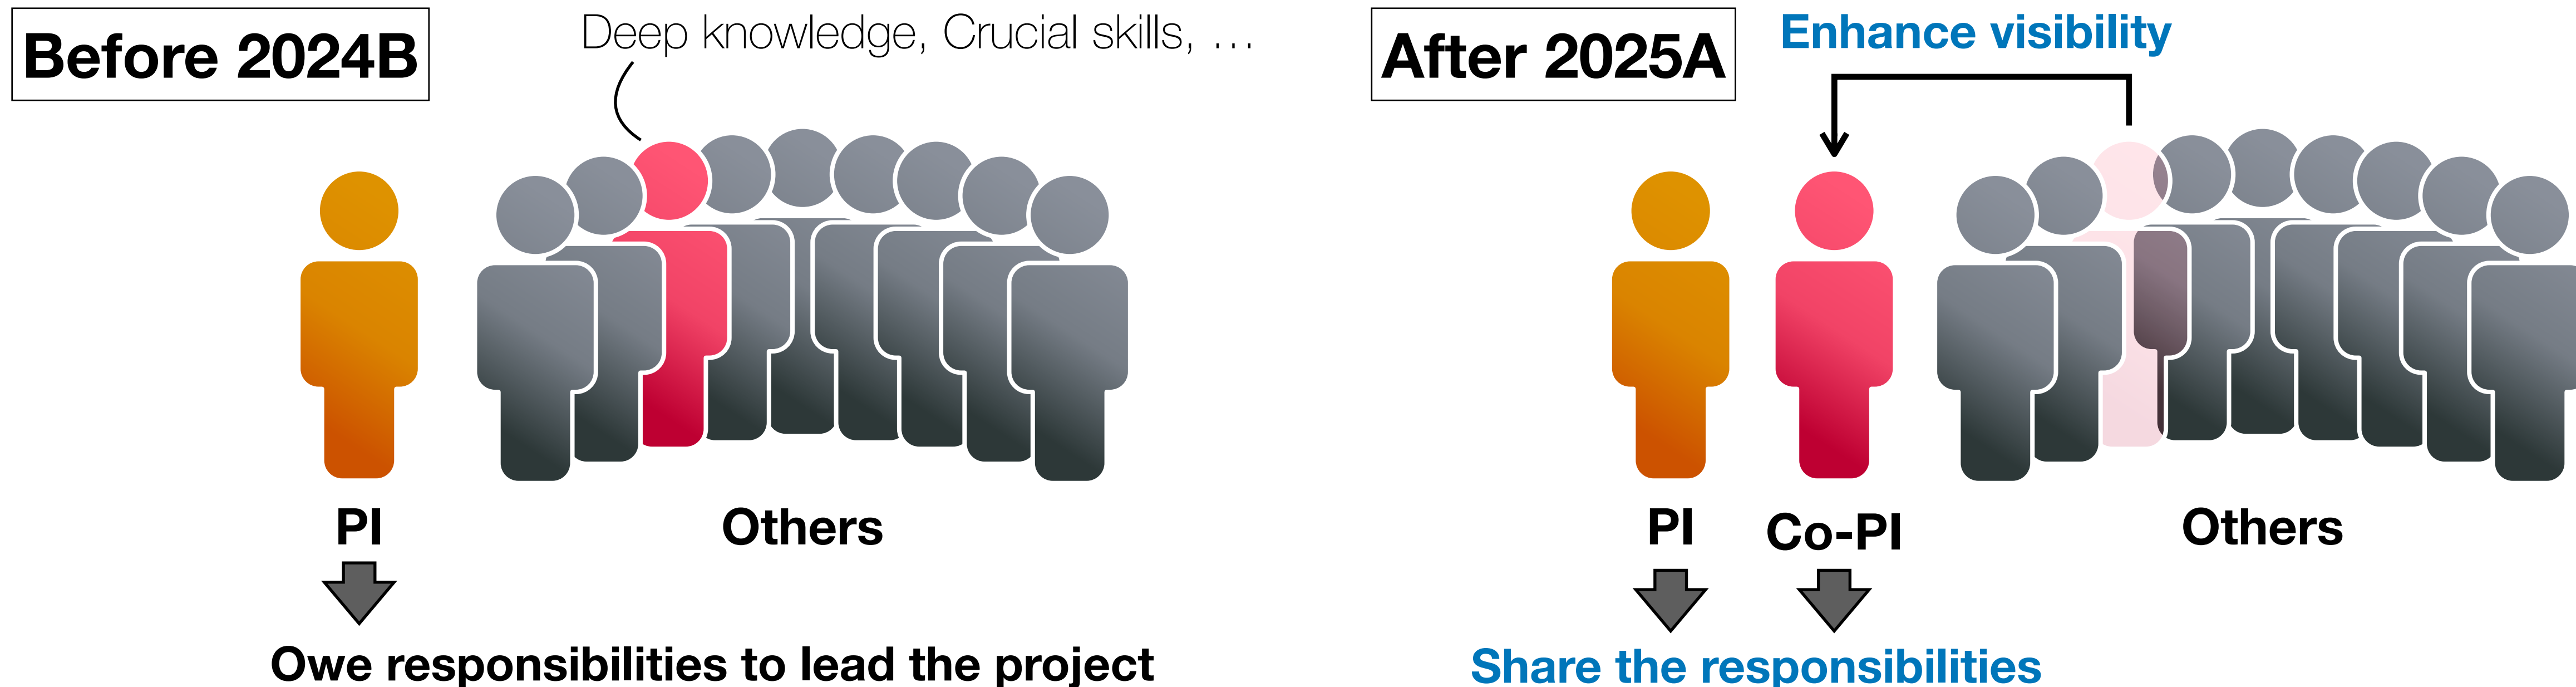 Before 2024B
Deep knowledge, Crucial skills, …
PI
Others
Owe responsibilities to lead the project
After 2025A
Enhance visibility
PI
Co-PI
Others
Share the responsibilities